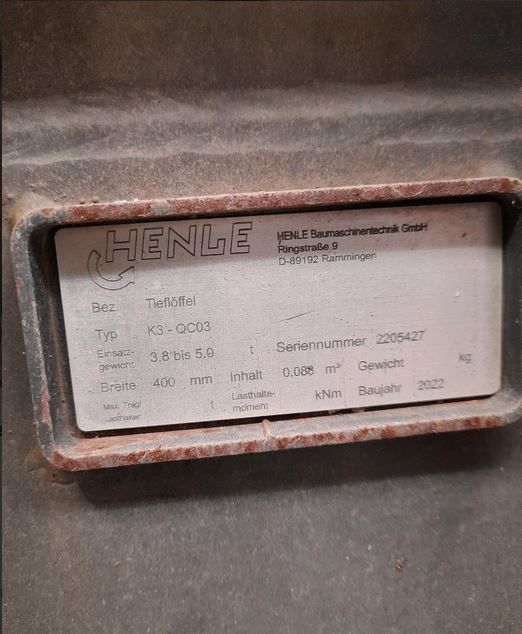 HENLE
HENLE Baumaschinentechnik GmbH
Ringstraße 9
D-89192 Rammingen
Bez. Tieflöffel
Typ K3 - QC03
Einsatz-
gewicht 3.8 bis 5.0 t Seriennummer 2205427
Breite 400 mm Inhalt 0.088 m³ Gewicht kg
Max. Tragl
Lasthaken t Lasthalte-
moment kNm Baujahr 2022